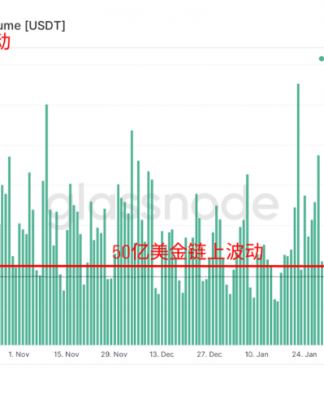 ume [USDT]
动
glassnode
50亿美金链上波动
1. Nov 15. Nov 29. Nov 13. Dec 27. Dec 10. Jan 24. Jan